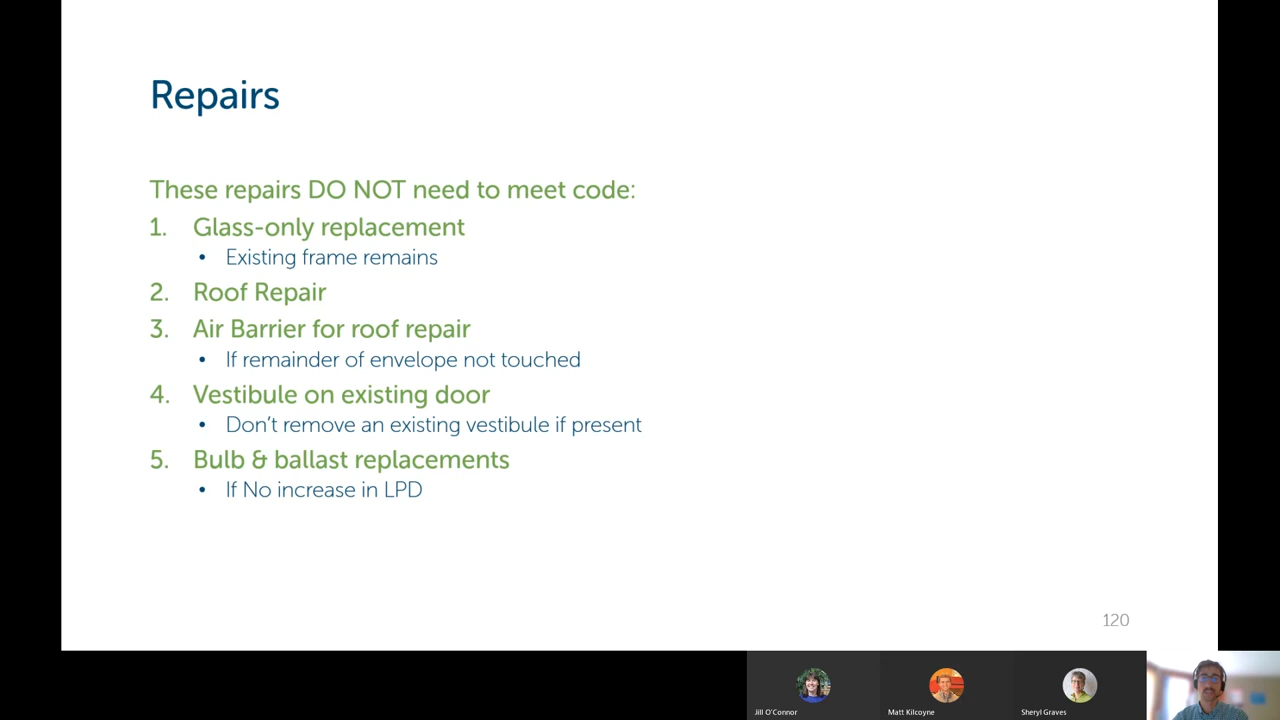 Repairs
These repairs DO NOT need to meet code:
1. Glass-only replacement
• Existing frame remains
2. Roof Repair
3. Air Barrier for roof repair
• If remainder of envelope not touched
4. Vestibule on existing door
• Don’t remove an existing vestibule if present
5. Bulb & ballast replacements
• If No increase in LPD
120
Jill O'Connor
Matt Kilcoyne
Sheryl Graves